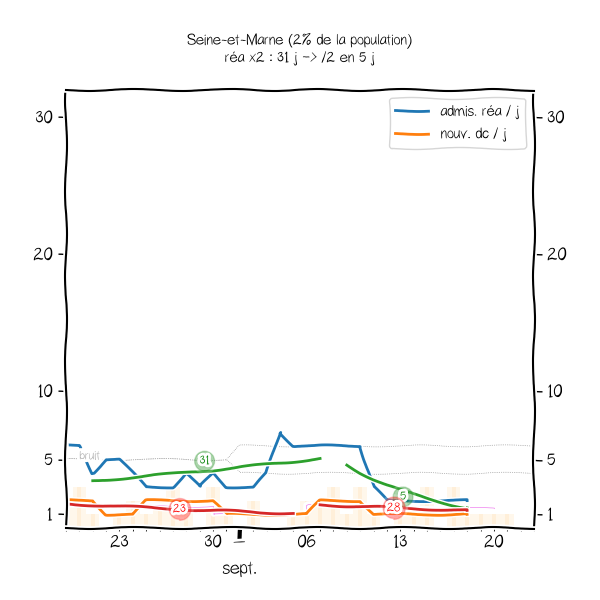 Seine-et-Marne (2% de la population)
réa x2 : 31 j -> /2 en 5 j
admis. réa / j
nouv. dc / j
30 30
20 20
10 10
bruit
31
5 5
5
23 28
1 1
23 30 06 13 20
sept.